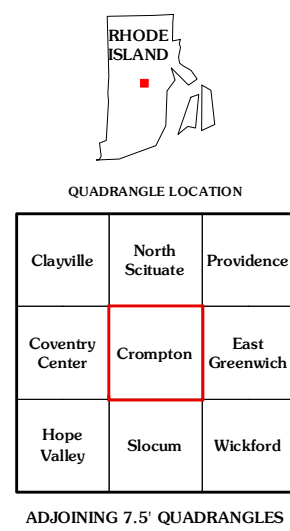 RHODE
ISLAND
QUADRANGLE LOCATION
Clayville
North
Scituate
Providence
Coventry
Center
Crompton
East
Greenwich
Hope
Valley
Slocum
Wickford
ADJOINING 7.5' QUADRANGLES